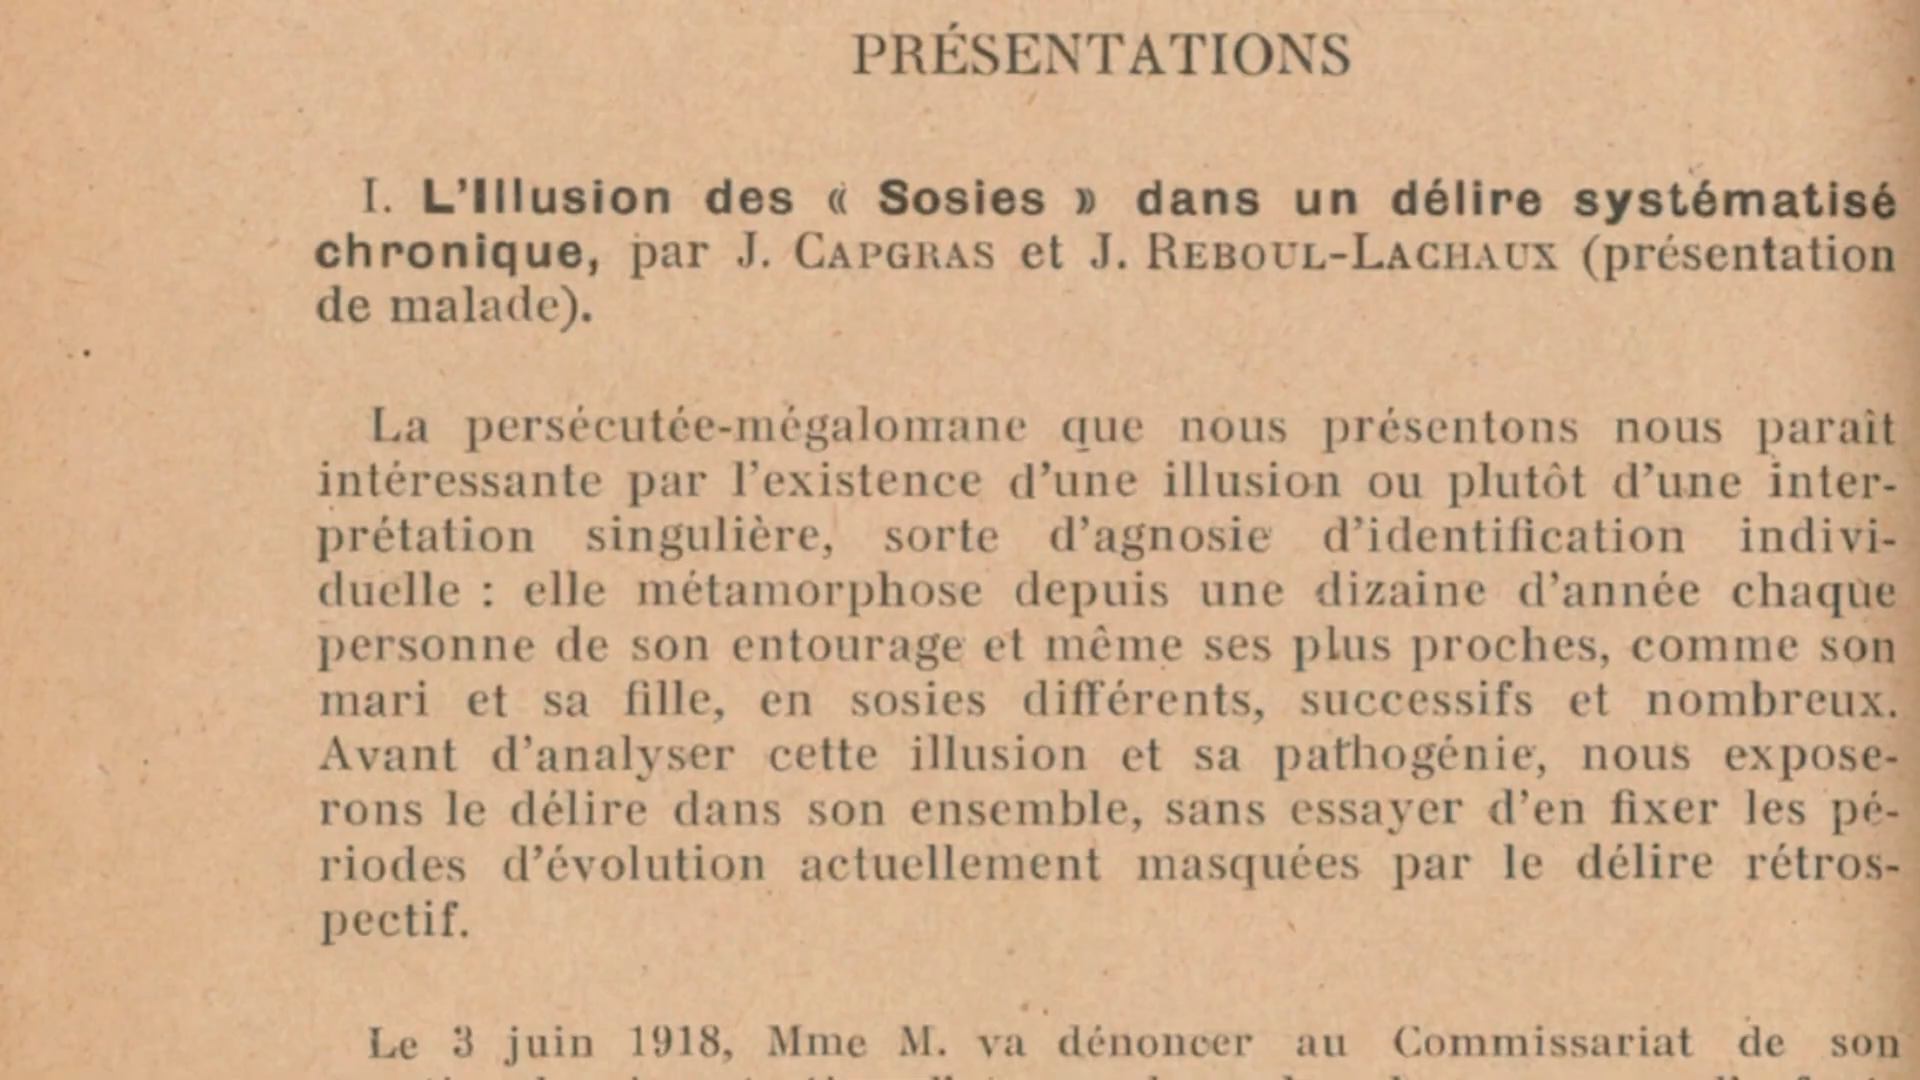 PRÉSENTATIONS
I. L'Illusion des « Sosies » dans un délire systématisé
chronique, par J. CAPGRAS et J. REBOUL-LACHAUX (présentation
de malade).
La persécutée-mégalomane que nous présentons nous paraît
intéressante par l'existence d'une illusion ou plutôt d'une inter-
prétation singulière, sorte d'agnosie d'identification indivi-
duelle : elle métamorphose depuis une dizaine d'année chaque
personne de son entourage et même ses plus proches, comme son
mari et sa fille, en sosies différents, successifs et nombreux.
Avant d'analyser cette illusion et sa pathogénie, nous expose-
rons le délire dans son ensemble, sans essayer d'en fixer les pé-
riodes d'évolution actuellement masquées par le délire rétros-
pectif.
Le 3 juin 1918, Mme M. va dénoncer au Commissariat de son